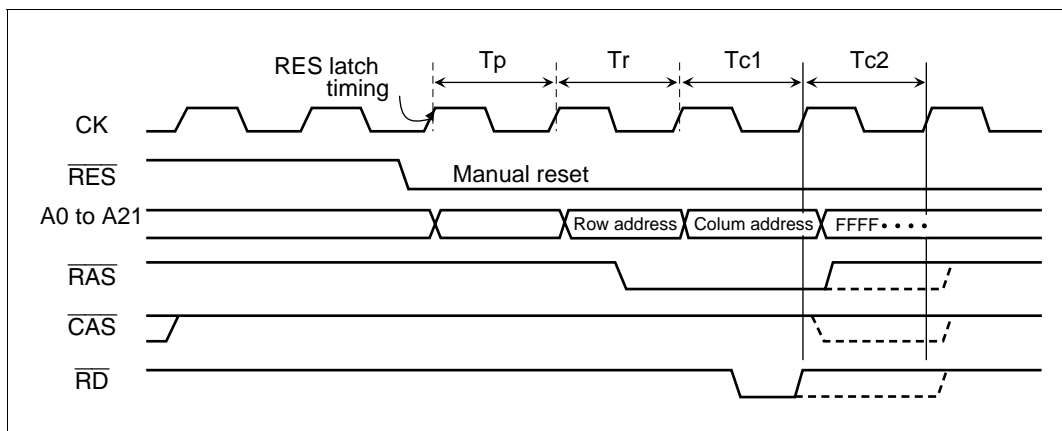 Tp Tr Tc1 Tc2
RES latch
timing
CK
RES
Manual reset
A0 to A21
Row address
Colum address
FFFF • • • •
RAS
CAS
RD